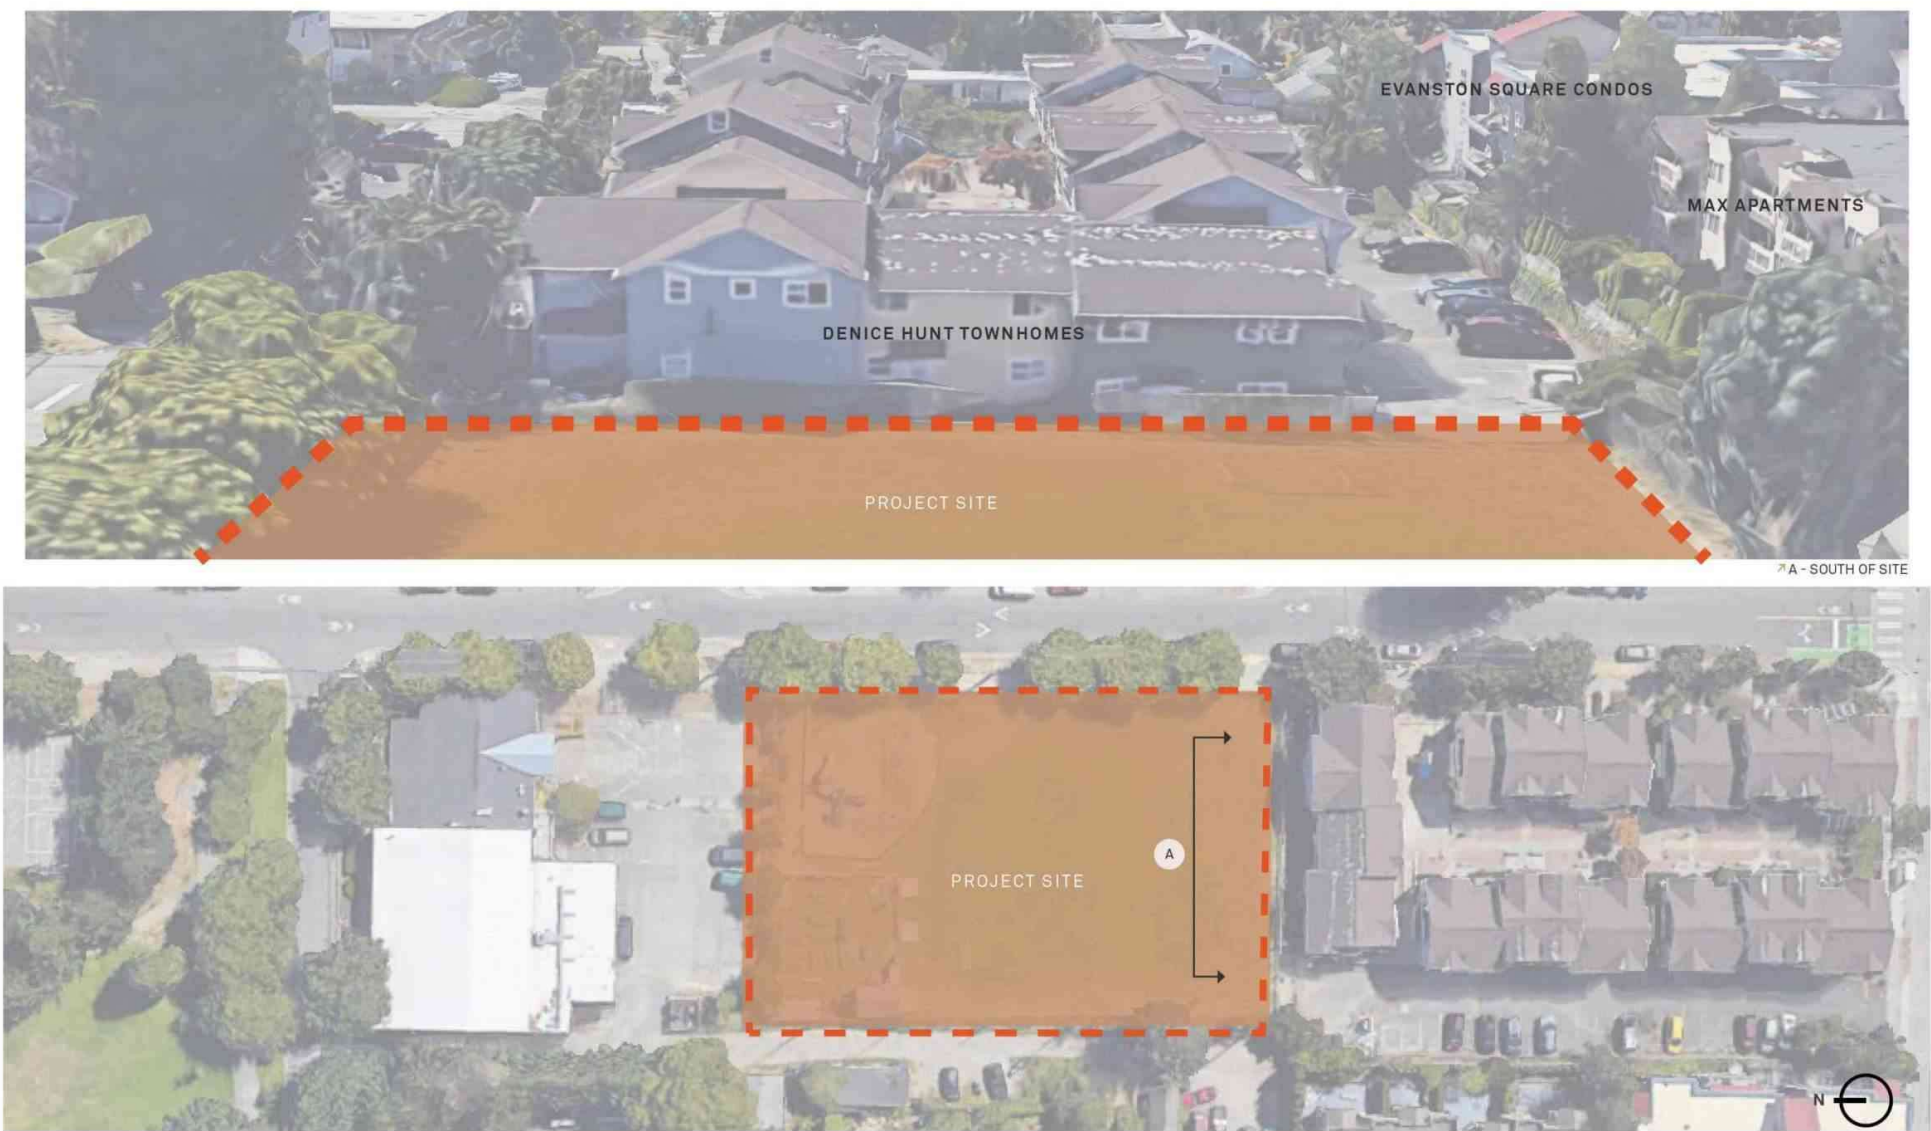 EVANSTON SQUARE CONDOS
MAX APARTMENTS
DENICE HUNT TOWNHOMES
PROJECT SITE
A - SOUTH OF SITE
A
PROJECT SITE
N